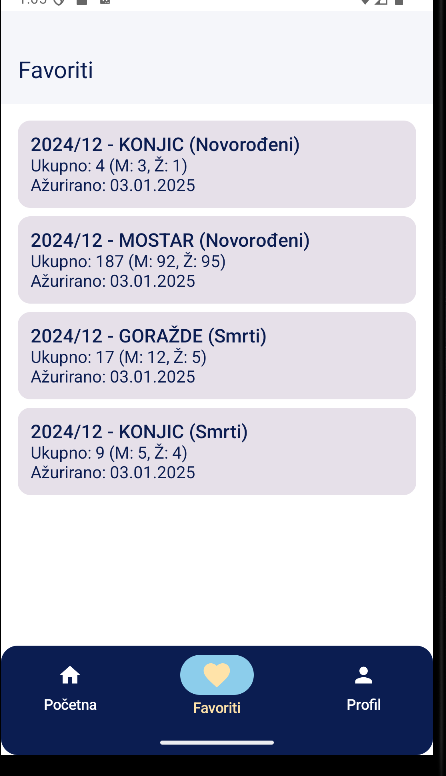 Favoriti
2024/12 - KONJIC (Novorođeni)
Ukupno: 4 (M: 3, Ž: 1)
Ažurirano: 03.01.2025
2024/12 - MOSTAR (Novorođeni)
Ukupno: 187 (M: 92, Ž: 95)
Ažurirano: 03.01.2025
2024/12 - GORAŽDE (Smrti)
Ukupno: 17 (M: 12, Ž: 5)
Ažurirano: 03.01.2025
2024/12 - KONJIC (Smrti)
Ukupno: 9 (M: 5, Ž: 4)
Ažurirano: 03.01.2025
Početna
Favoriti
Profil